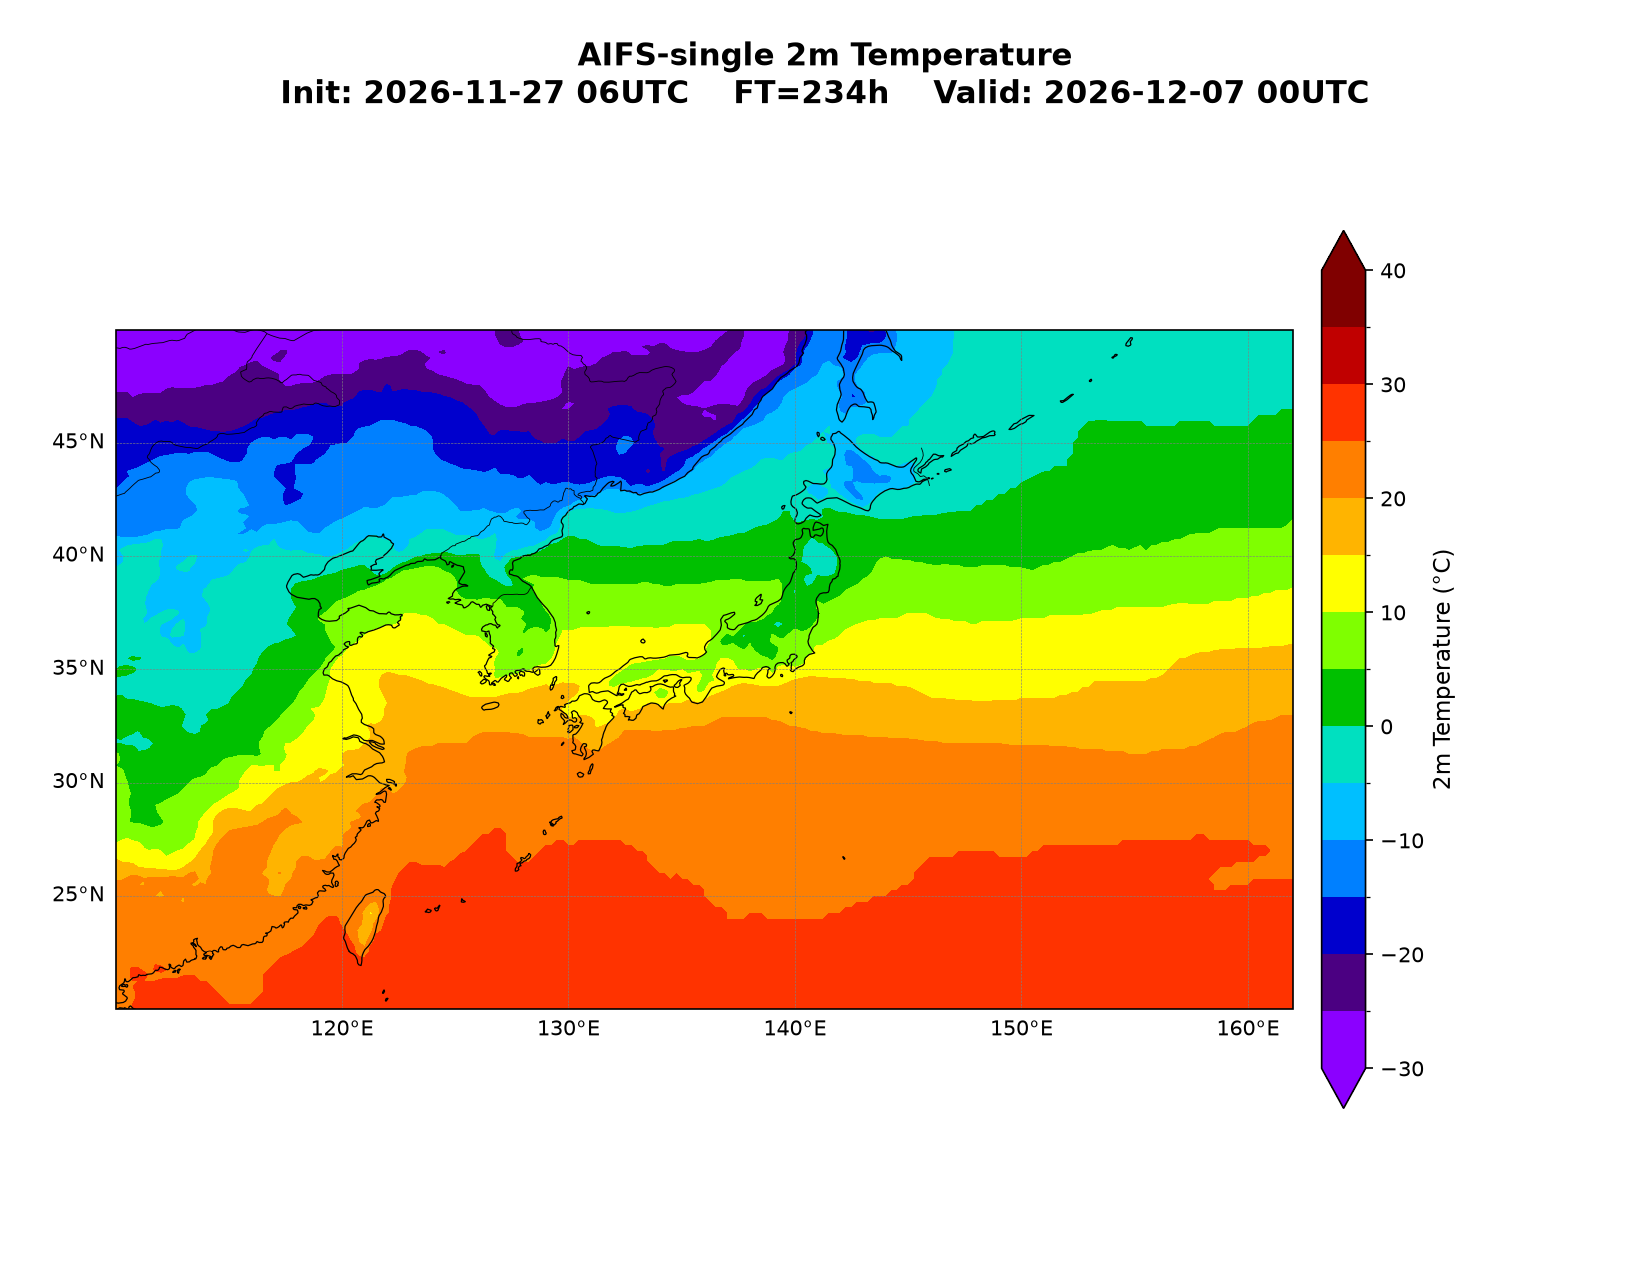 AIFS-single 2m Temperature
Init: 2026-11-27 06UTC    FT=234h    Valid: 2026-12-07 00UTC
45°N
40°N
35°N
30°N
25°N
120°E
130°E
140°E
150°E
160°E
40
30
20
10
0
−10
−20
−30
2m Temperature (°C)